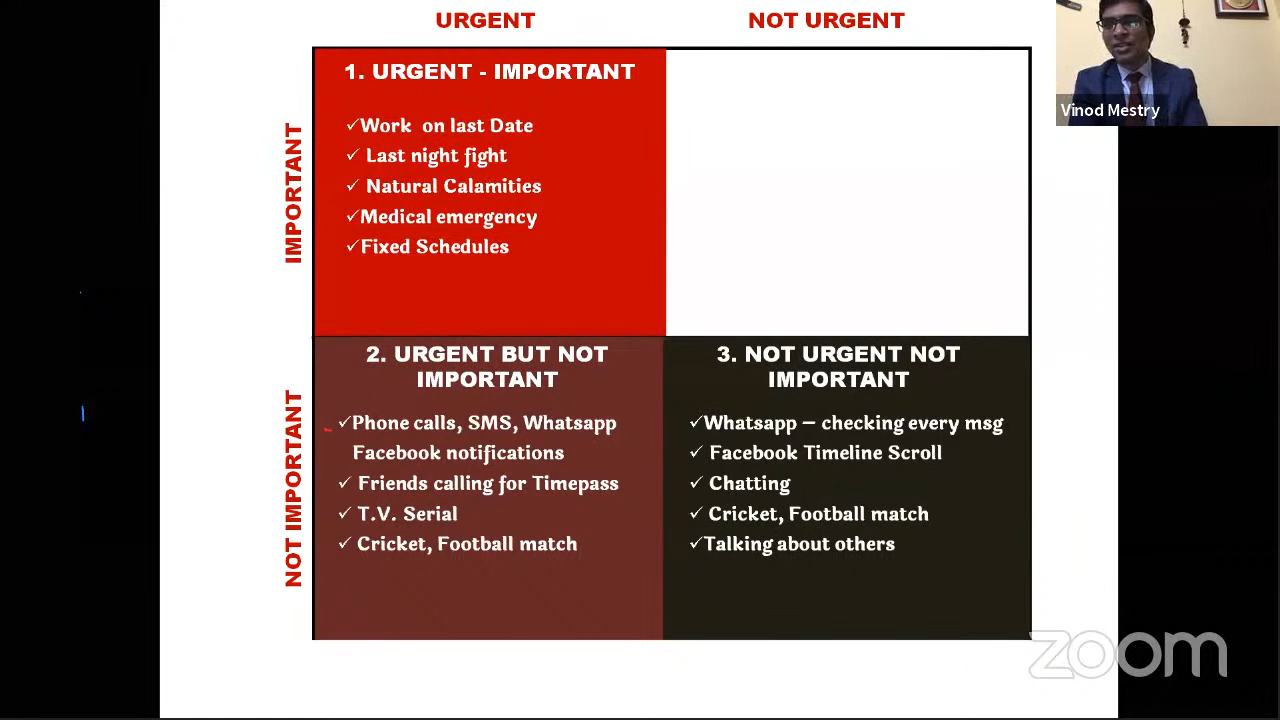 URGENT
NOT URGENT
Vinod Mestry
IMPORTANT
1. URGENT - IMPORTANT
✓Work on last Date
✓ Last night fight
✓ Natural Calamities
✓Medical emergency
✓Fixed Schedules
NOT IMPORTANT
2. URGENT BUT NOT
IMPORTANT
✓Phone calls, SMS, Whatsapp
Facebook notifications
✓ Friends calling for Timepass
✓ T.V. Serial
✓ Cricket, Football match
3. NOT URGENT NOT
IMPORTANT
✓Whatsapp – checking every msg
✓ Facebook Timeline Scroll
✓ Chatting
✓ Cricket, Football match
✓Talking about others
zoom